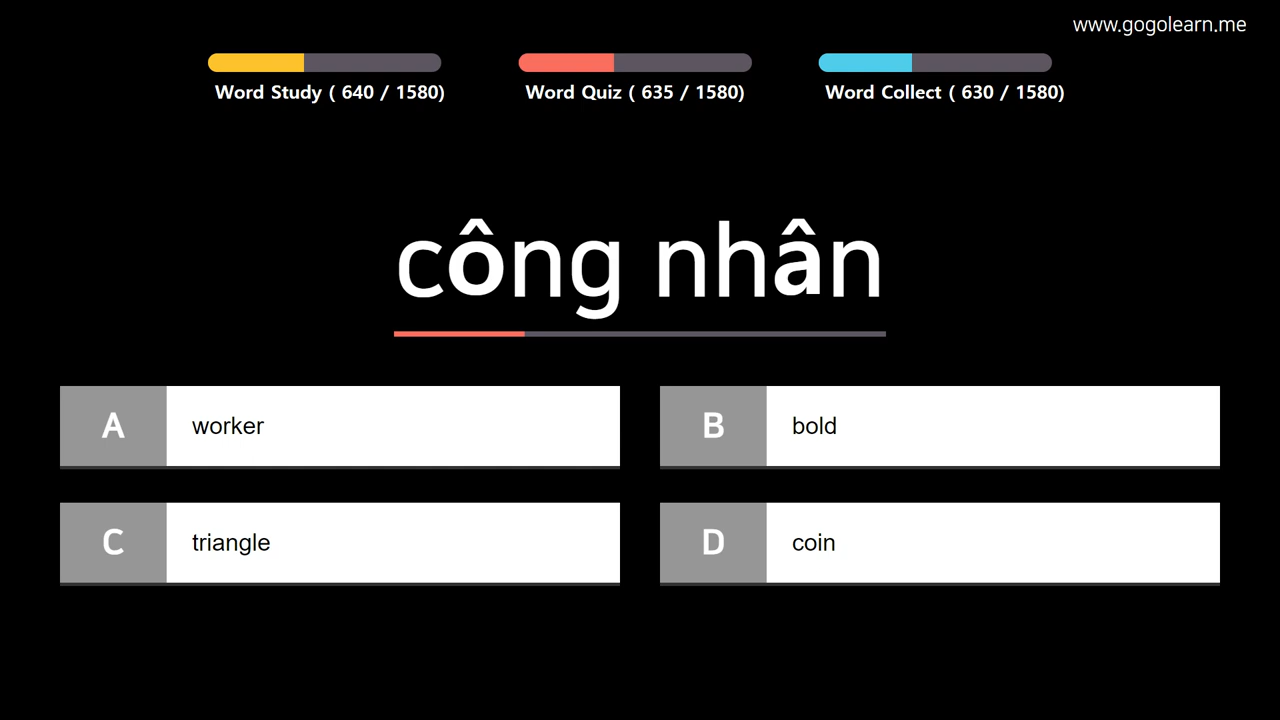 www.gogolearn.me
Word Study ( 640 / 1580)
Word Quiz ( 635 / 1580)
Word Collect ( 630 / 1580)
công nhân
A worker
B bold
C triangle
D coin